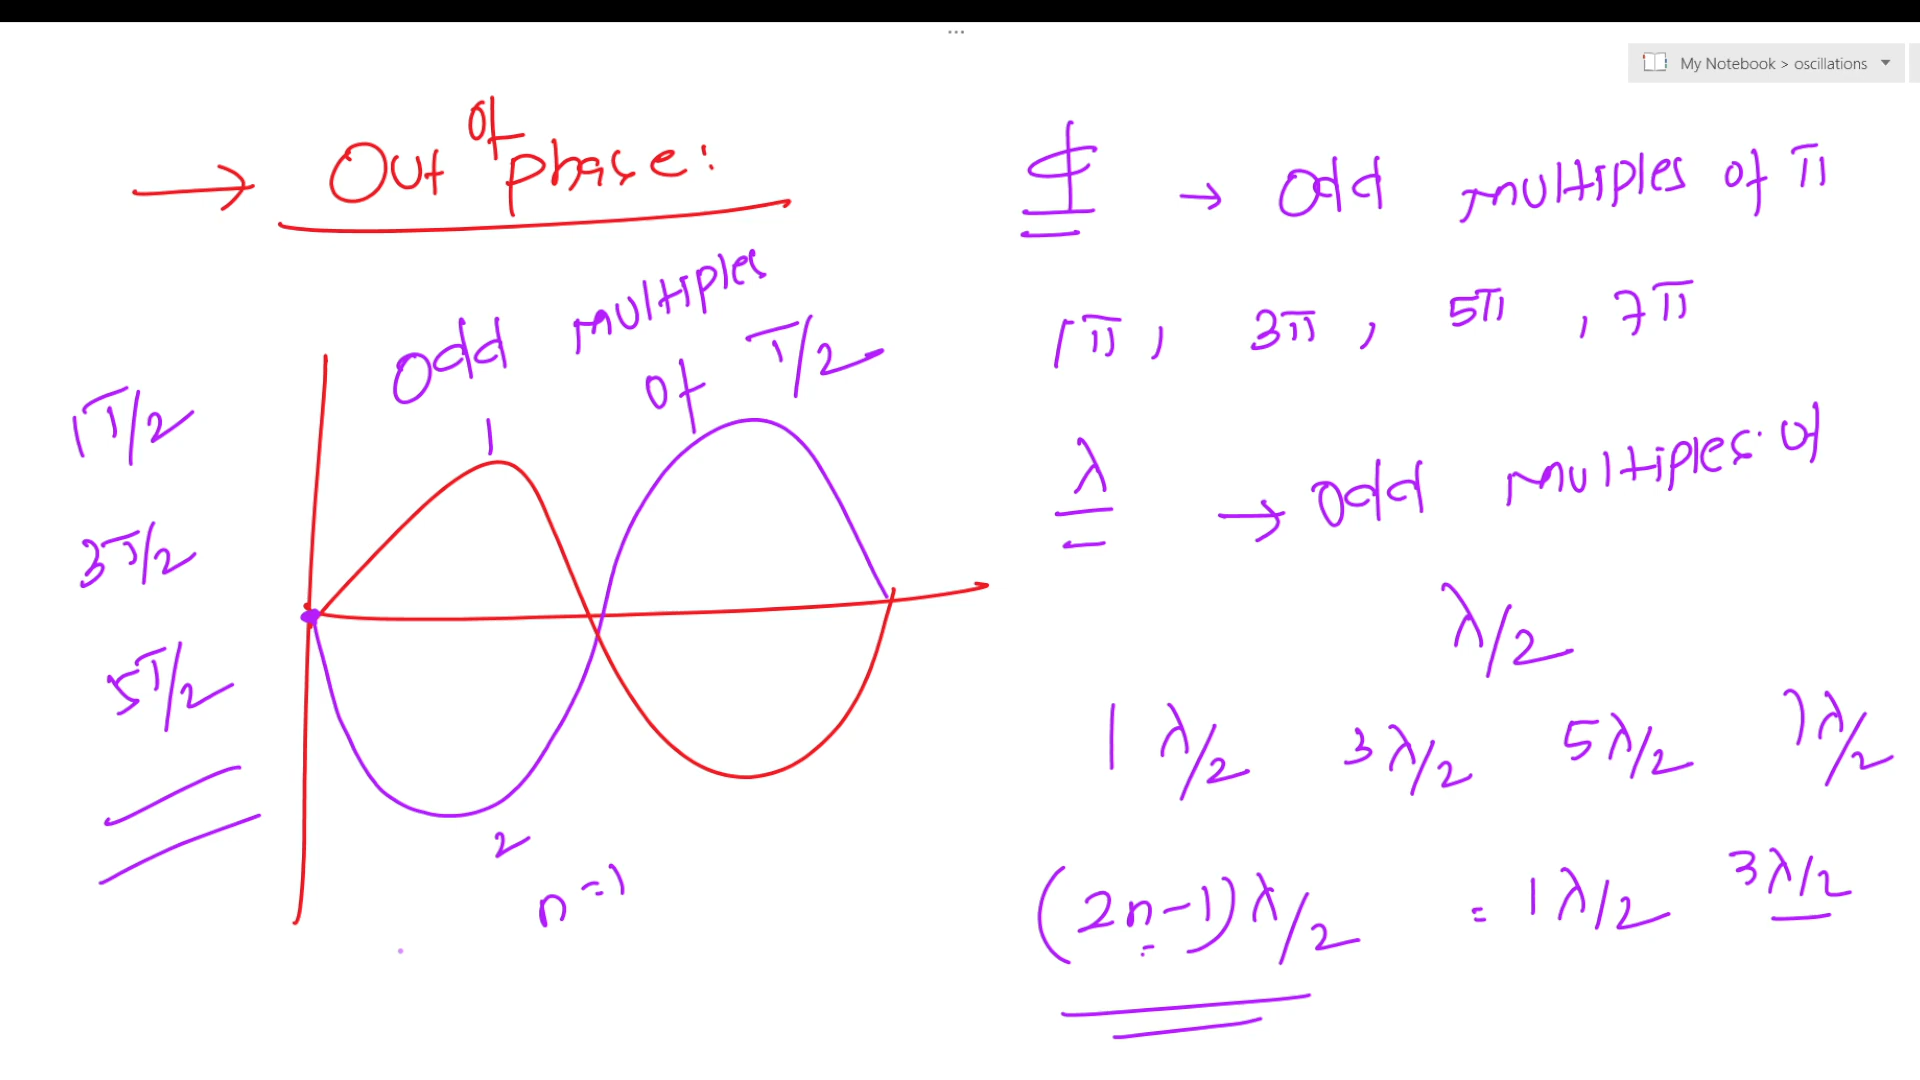 ...
My Notebook > oscillations
→ Out of phase:
Φ → Odd multiples of π
Odd multiples
of T/2
1π, 3π, 5π, 7π
1T/2
3T/2
5T/2
λ → Odd multiples of
λ/2
1
1 λ/2 3λ/2 5λ/2 7λ/2
2
n=1
(2n-1)λ/2 = 1λ/2 3λ/2